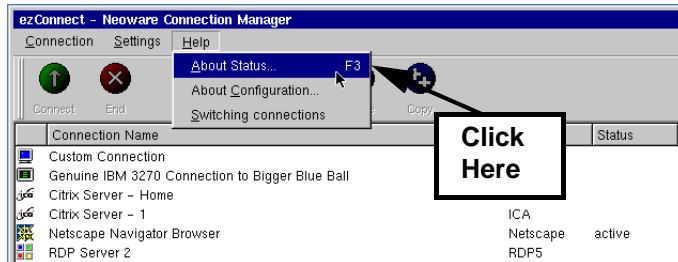 ezConnect - Neoware Connection Manager
Connection Settings Help
About Status... F3
About Configuration...
Switching connections
Connect End Copy
Click
Here
Connection Name Status
Custom Connection
Genuine IBM 3270 Connection to Bigger Blue Ball
Citrix Server - Home
Citrix Server - 1 ICA
Netscape Navigator Browser Netscape active
RDP Server 2 RDP5